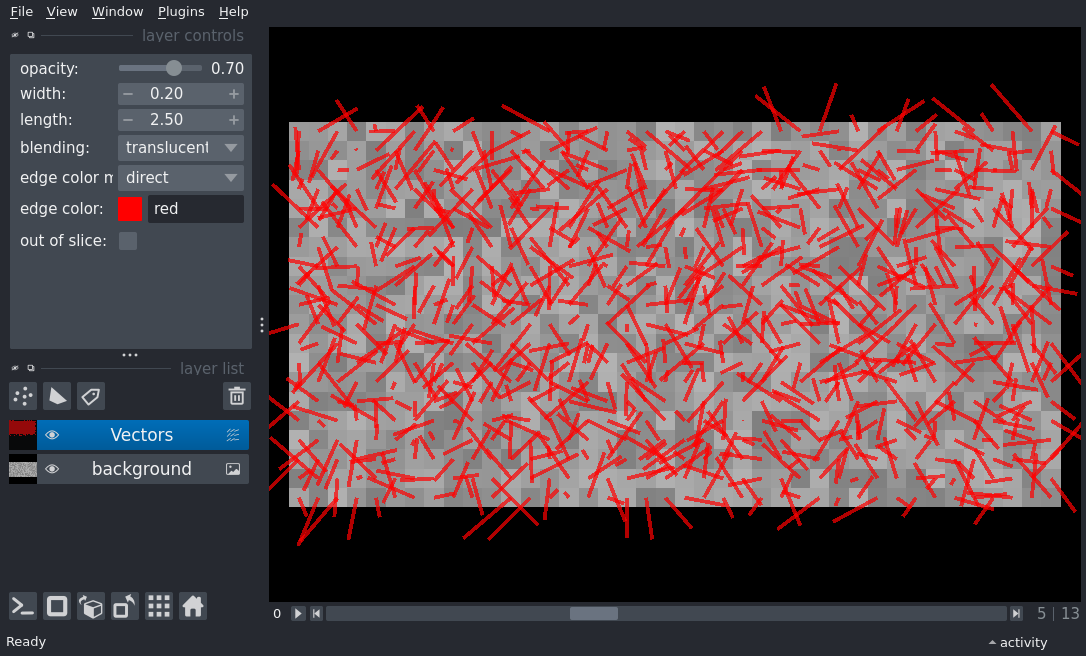 File View Window Plugins Help
layer controls
opacity: 0.70
width: − 0.20 +
length: − 2.50 +
blending: translucent
edge color m direct
edge color: red
out of slice:
layer list
Vectors
background
0 5 | 13
Ready activity